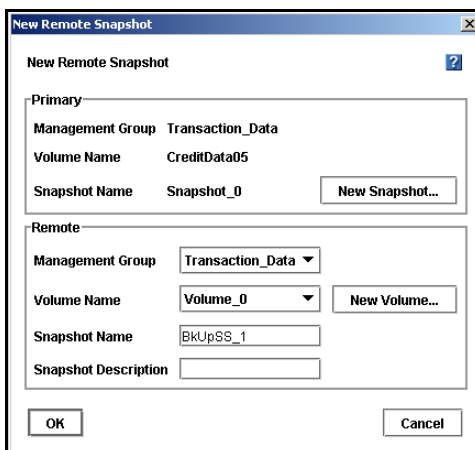 New Remote Snapshot
New Remote Snapshot ?
Primary
Management Group Transaction_Data
Volume Name CreditData05
Snapshot Name Snapshot_0 New Snapshot...
Remote
Management Group Transaction_Data
Volume Name Volume_0 New Volume...
Snapshot Name BkUpSS_1
Snapshot Description
OK Cancel